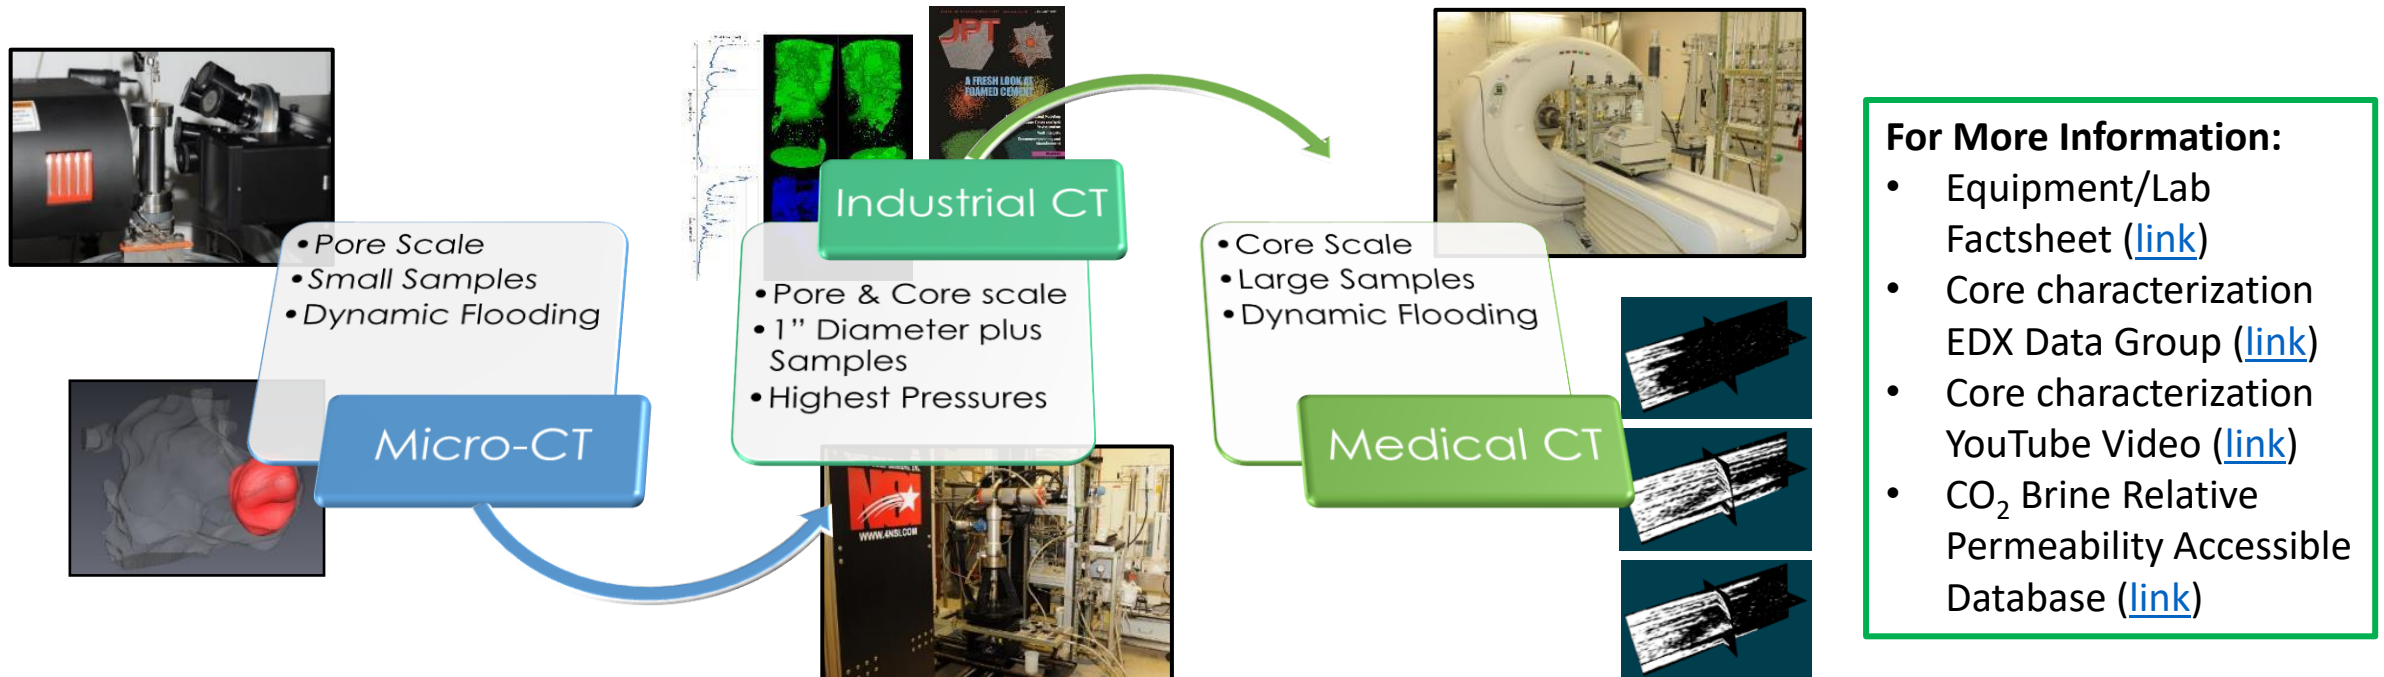 JPT
A FRESH LOOK AT
FOAMED CEMENT
Industrial CT
• Pore Scale
• Small Samples
• Dynamic Flooding
Micro-CT
• Pore & Core scale
• 1” Diameter plus
Samples
• Highest Pressures
WWW.4NSI.COM
• Core Scale
• Large Samples
• Dynamic Flooding
Medical CT
For More Information:
• Equipment/Lab
Factsheet (link)
• Core characterization
EDX Data Group (link)
• Core characterization
YouTube Video (link)
• CO₂ Brine Relative
Permeability Accessible
Database (link)